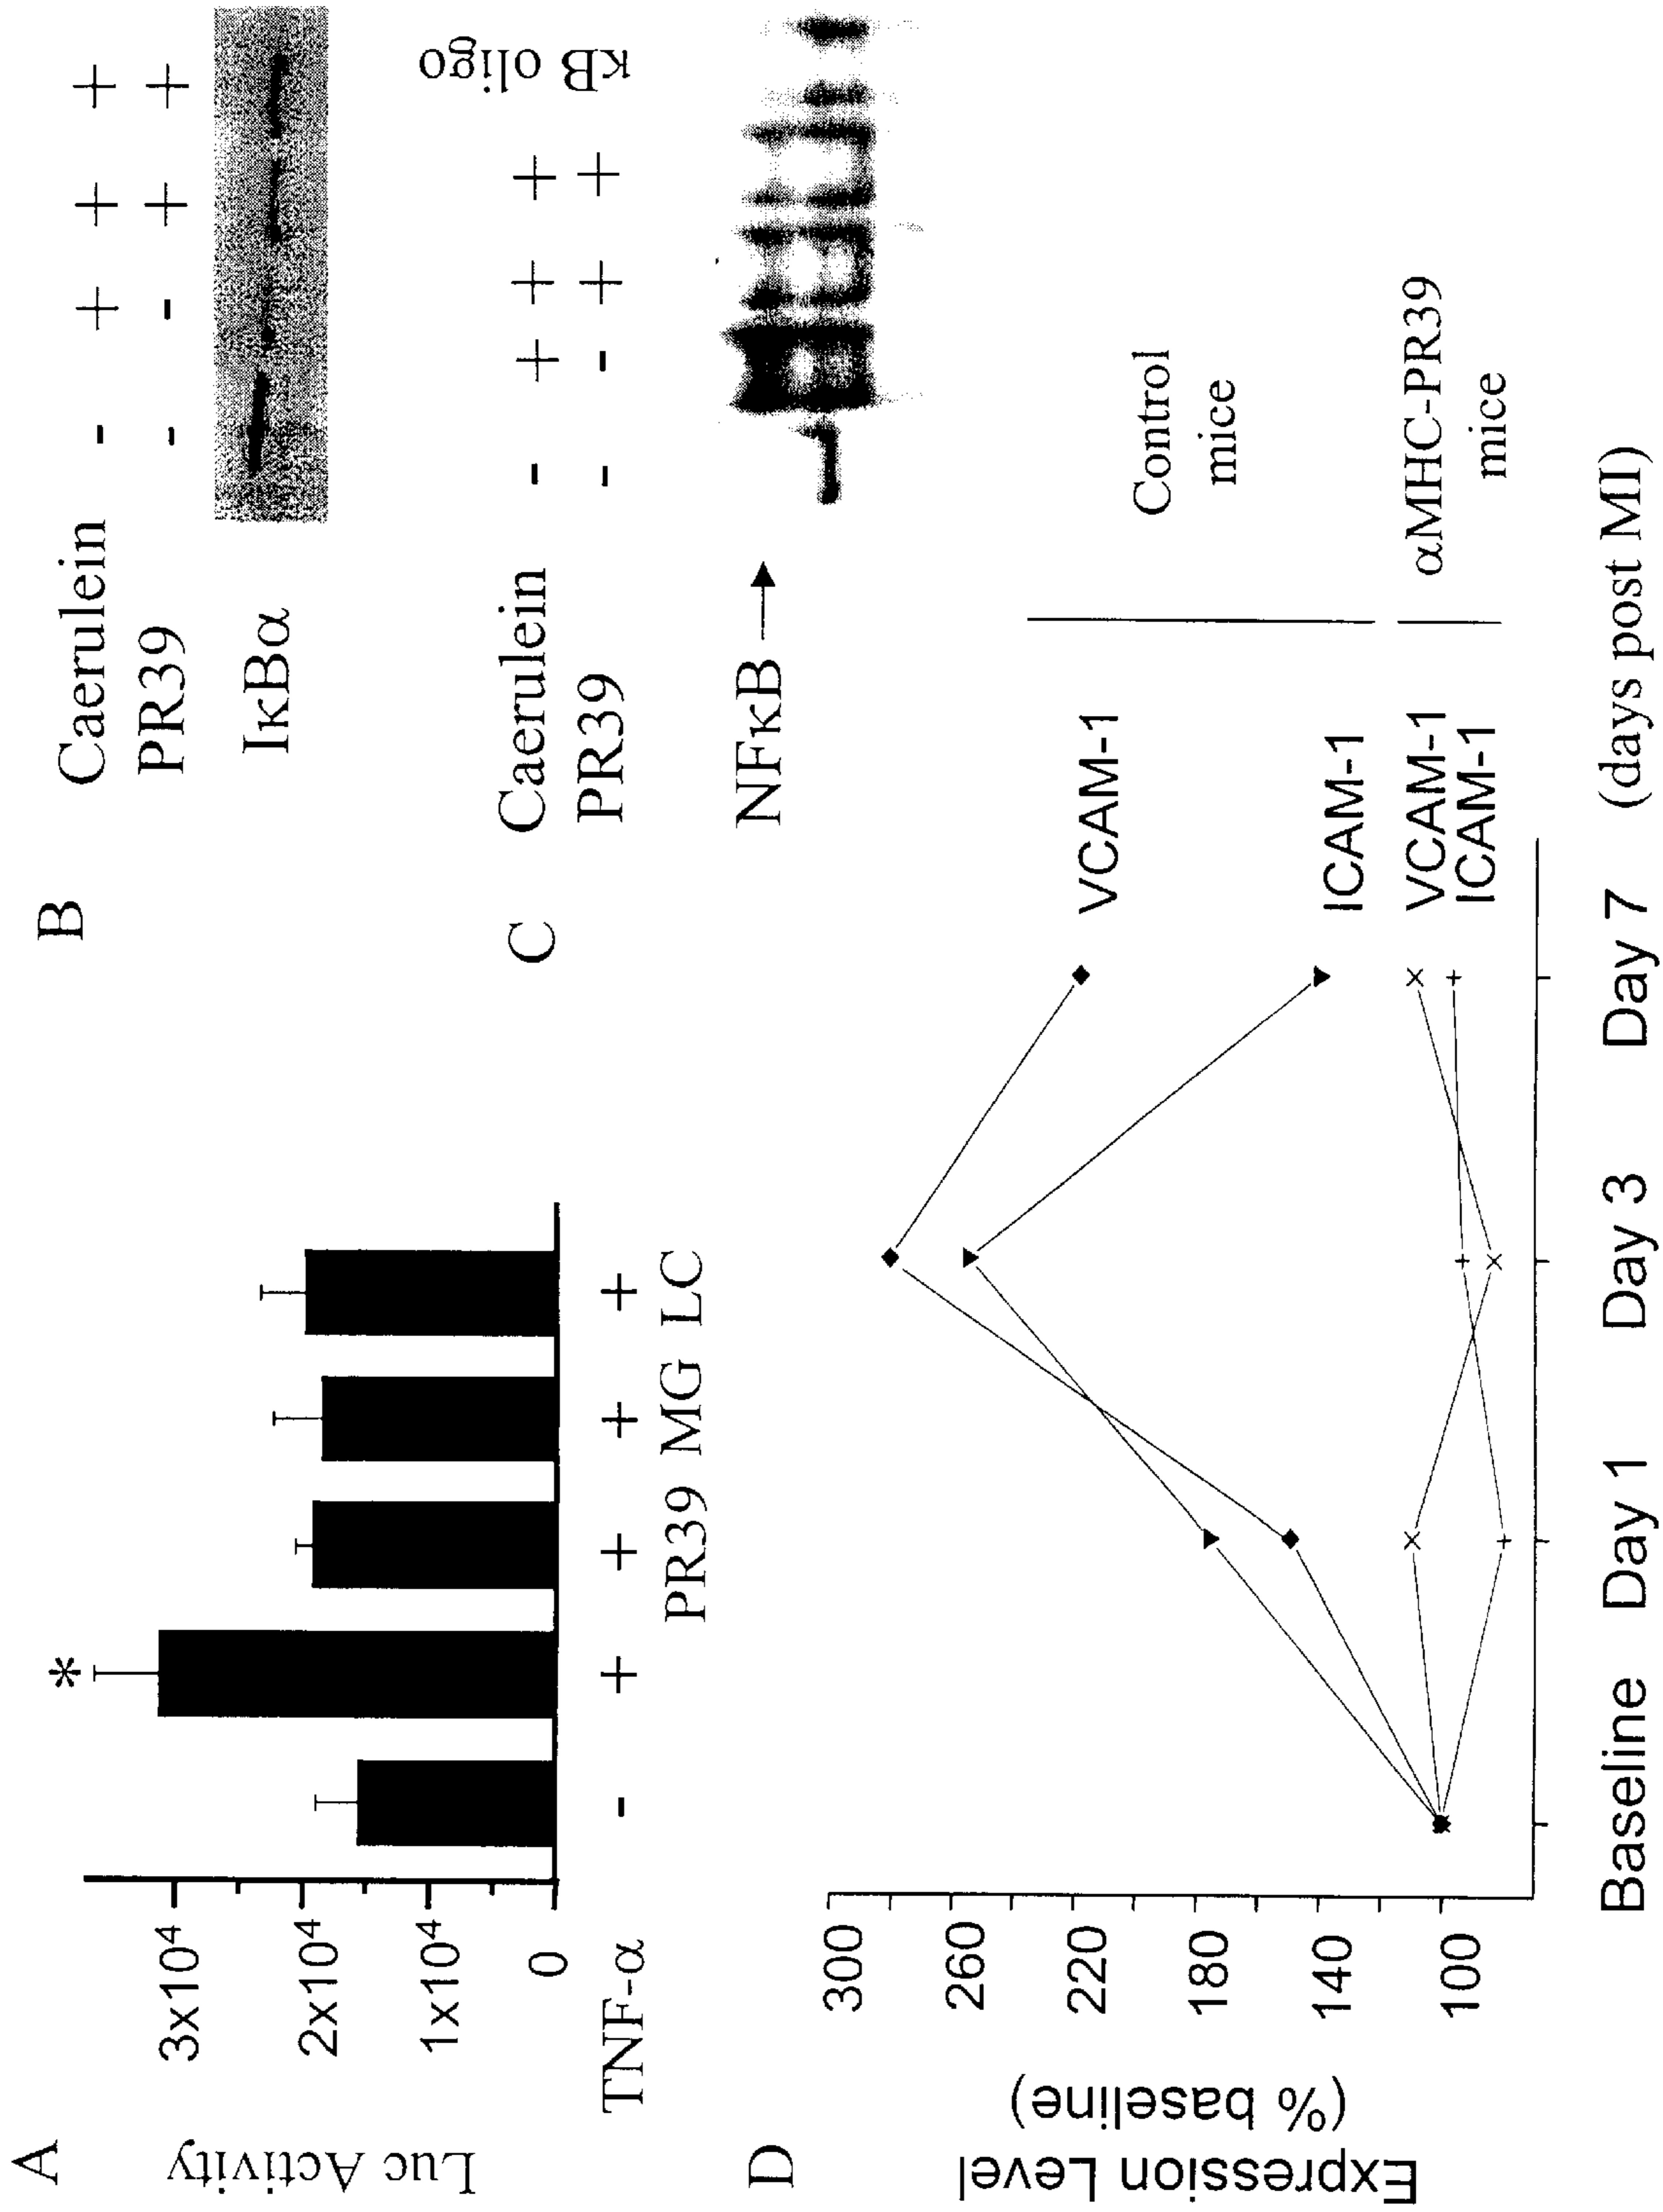 A
Luc Activity
3x10⁴
2x10⁴
1x10⁴
0
*
TNF-α - + + + +
PR39 MG LC
B
Caerulein - + + +
PR39 - - + +
IκBα
C
Caerulein - + + +
PR39 - - + +
κB oligo
NFκB
D
Expression Level
(% baseline)
300
260
220
180
140
100
VCAM-1
ICAM-1
Control
mice
VCAM-1
ICAM-1
αMHC-PR39
mice
Baseline Day 1 Day 3 Day 7 (days post MI)